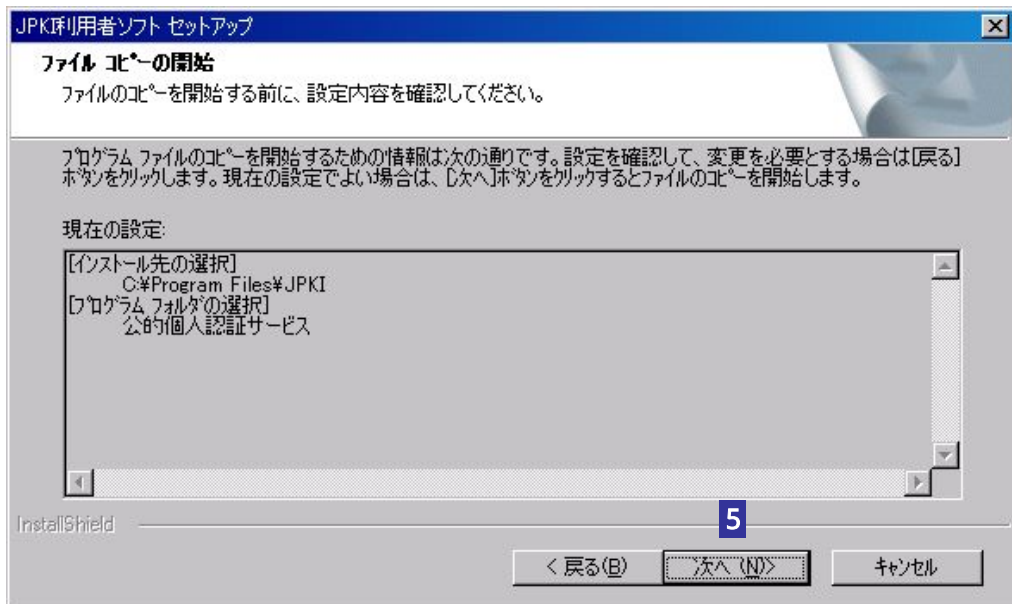 JPKI利用者ソフト セットアップ
ファイル コピーの開始
ファイルのコピーを開始する前に、設定内容を確認してください。
プログラム ファイルのコピーを開始するための情報は次の通りです。設定を確認して、変更を必要とする場合は[戻る]
ボタンをクリックします。現在の設定でよい場合は、[次へ]ボタンをクリックするとファイルのコピーを開始します。
現在の設定:
[インストール先の選択]
C:¥Program Files¥JPKI
[プログラム フォルダの選択]
公的個人認証サービス
InstallShield
5
< 戻る(B)
次へ (N)>
キャンセル